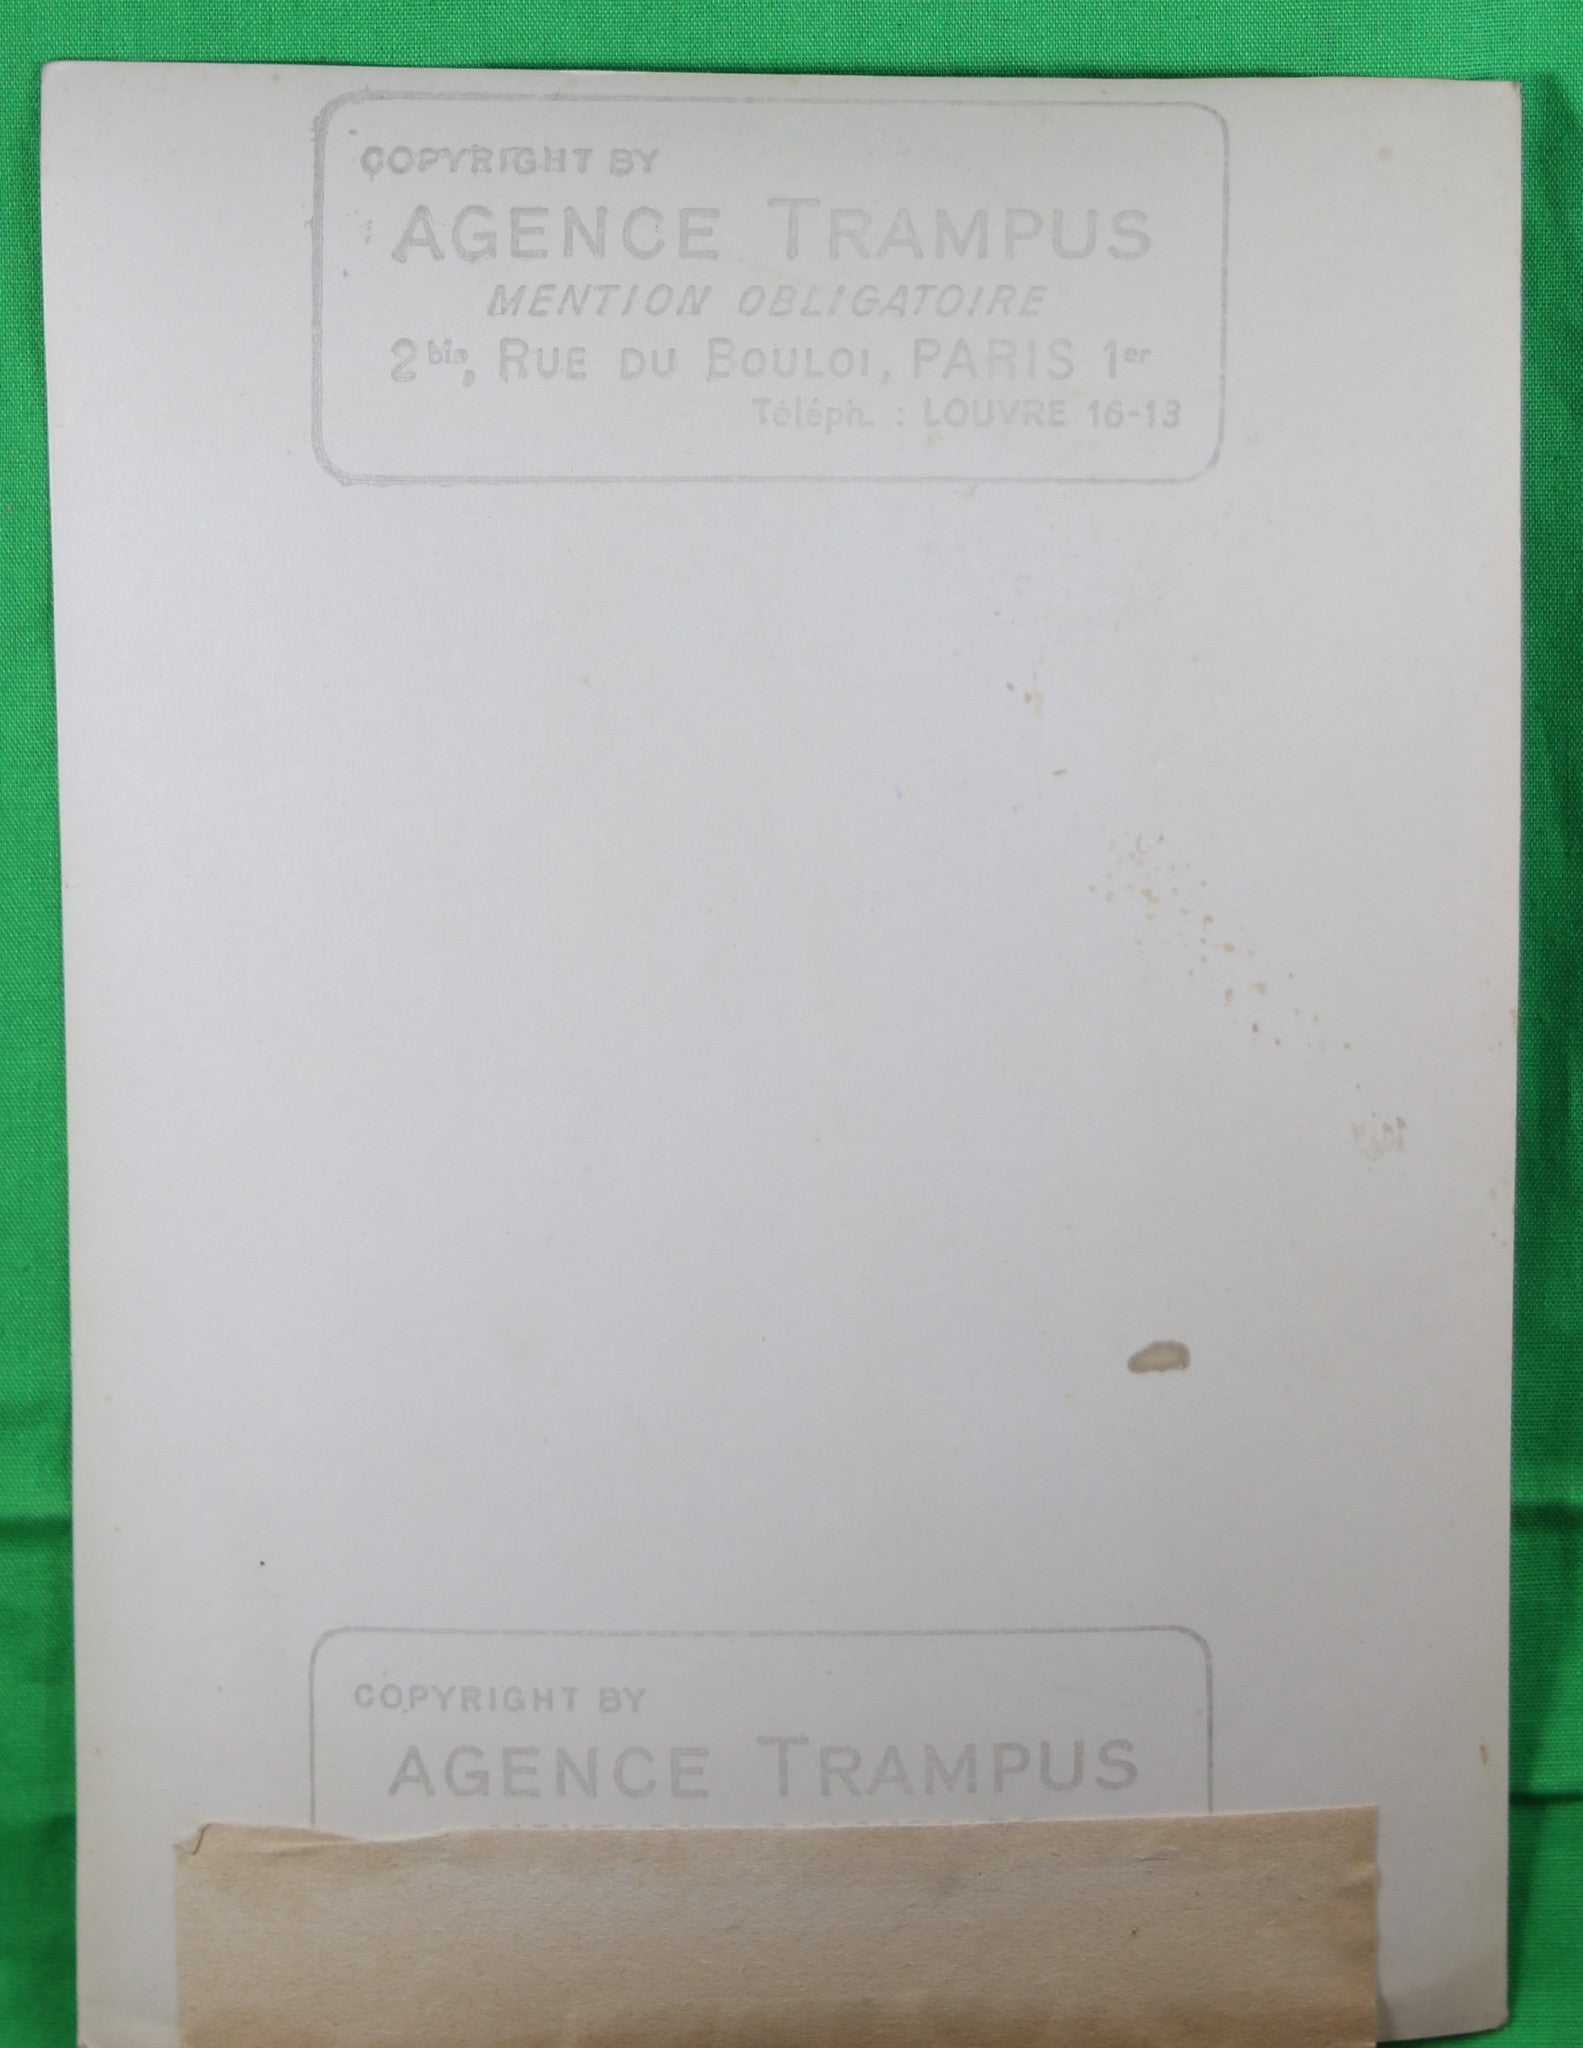 COPYRIGHT BY
AGENCE TRAMPUS
MENTION OBLIGATOIRE
2bis, RUE DU BOULOI, PARIS 1er
Téléph. : LOUVRE 16-13
COPYRIGHT BY
AGENCE TRAMPUS